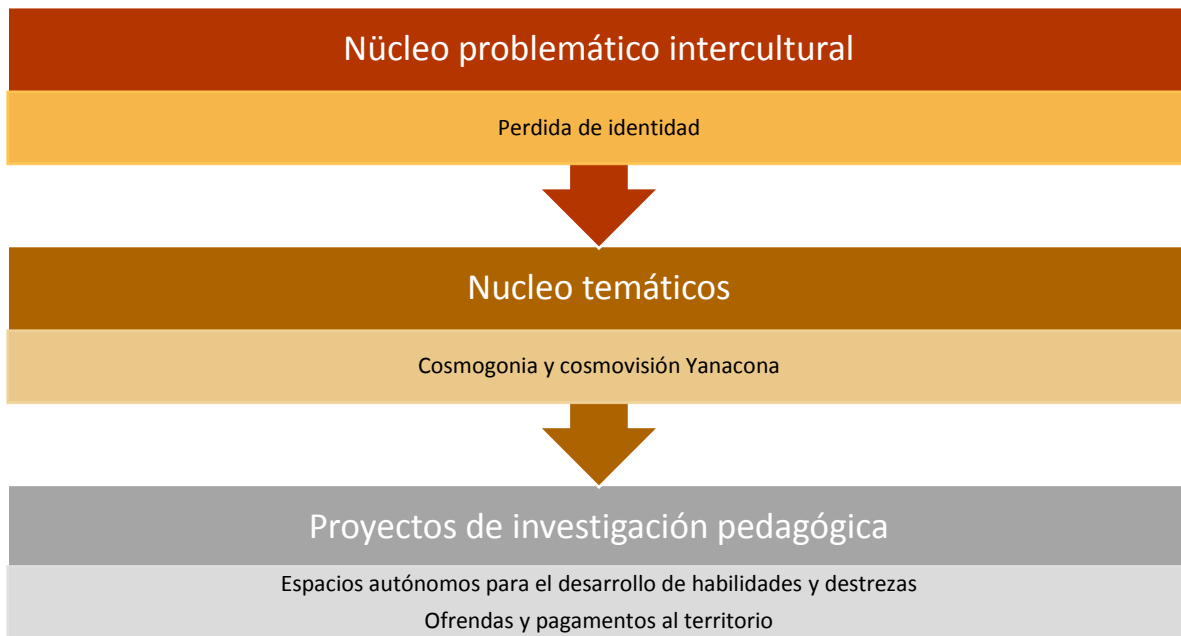 Nücleo problemático intercultural
Perdida de identidad
Nucleo temáticos
Cosmogonia y cosmovisión Yanacona
Proyectos de investigación pedagógica
Espacios autónomos para el desarrollo de habilidades y destrezas
Ofrendas y pagamentos al territorio